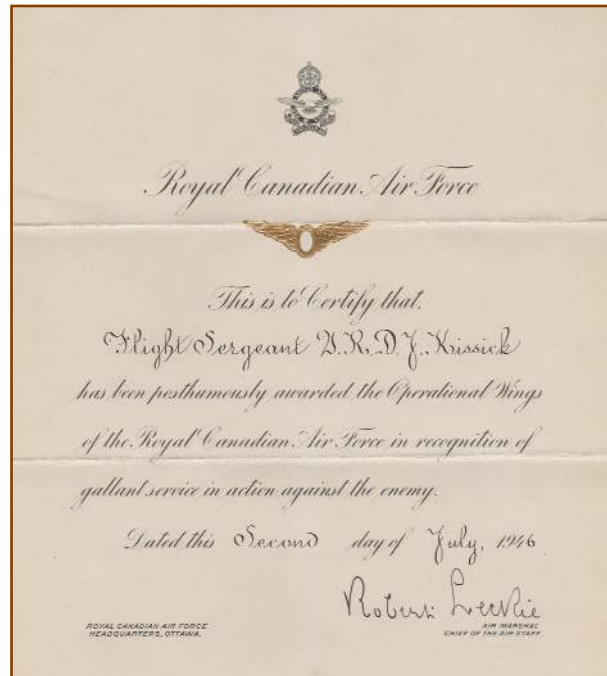 Royal Canadian Air Force
This is to Certify that.
Flight Sergeant R.D.J. Kissick
has been posthumously awarded the Operational Wings
of the Royal Canadian Air Force in recognition of
gallant service in action against the enemy.
Dated this Second day of July, 1946
Robert Leckie
ROYAL CANADIAN AIR FORCE
HEADQUARTERS, OTTAWA.
AIR MARSHAL
CHIEF OF THE AIR STAFF